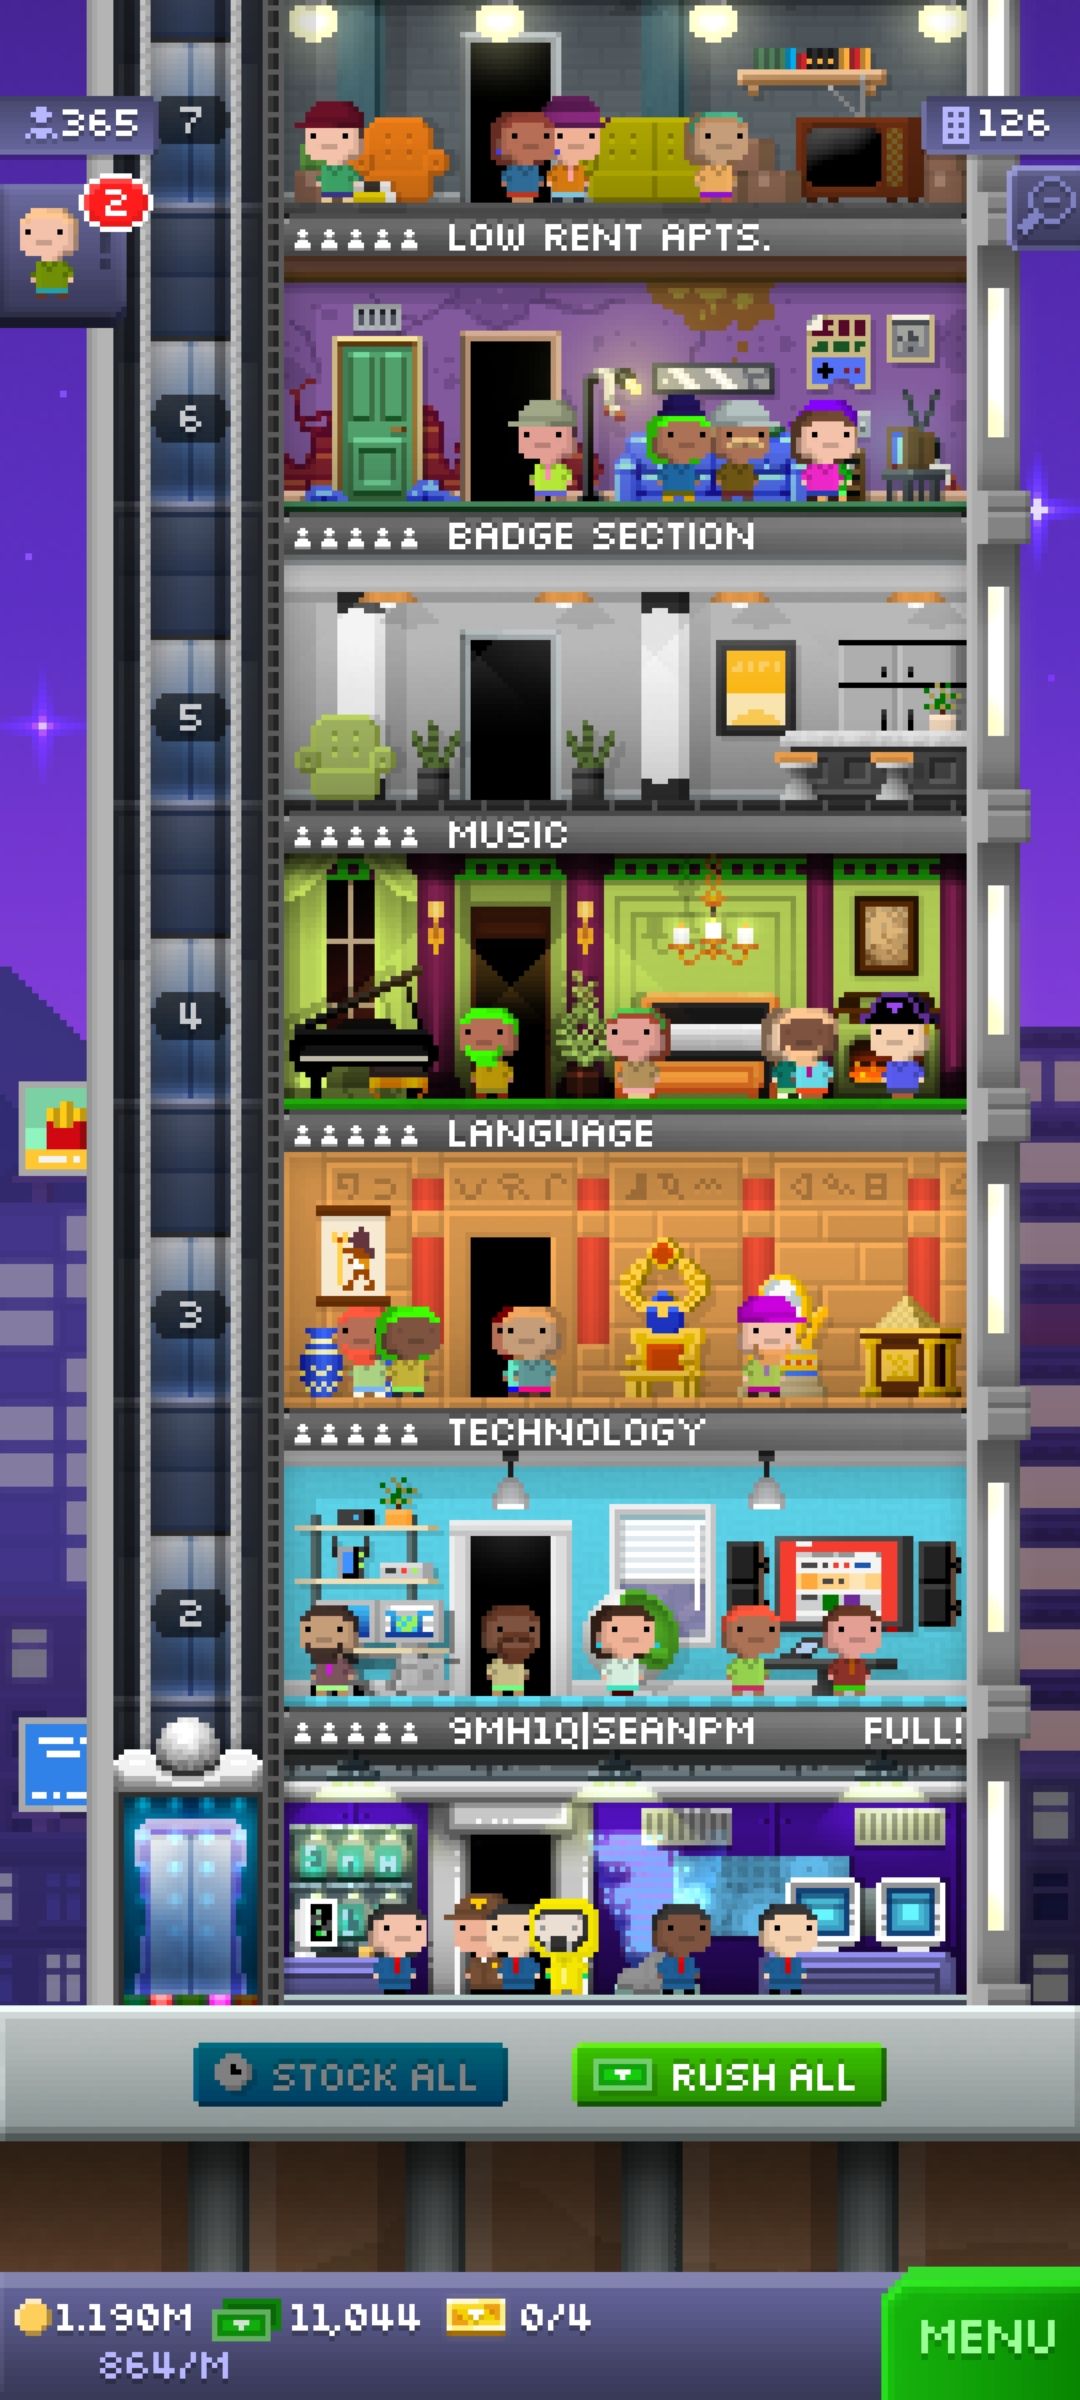 7
365
126
2
LOW RENT APTS.
6
BADGE SECTION
5
MUSIC
4
LANGUAGE
3
TECHNOLOGY
2
9MH1Q|SEANPM FULL!
STOCK ALL
RUSH ALL
1.190M 11,044 0/4
864/M
MENU